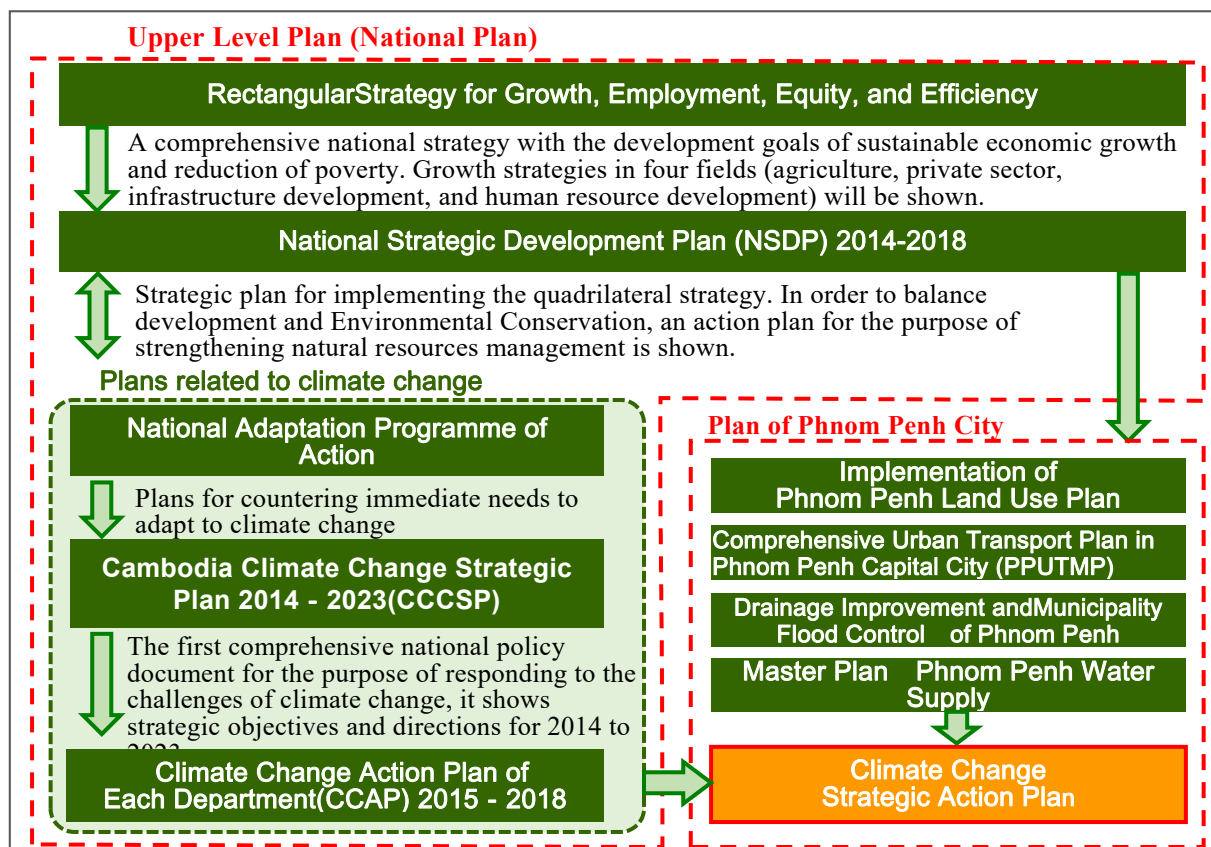 Upper Level Plan (National Plan)
RectangularStrategy for Growth, Employment, Equity, and Efficiency
A comprehensive national strategy with the development goals of sustainable economic growth
and reduction of poverty. Growth strategies in four fields (agriculture, private sector,
infrastructure development, and human resource development) will be shown.
National Strategic Development Plan (NSDP) 2014-2018
Strategic plan for implementing the quadrilateral strategy. In order to balance
development and Environmental Conservation, an action plan for the purpose of
strengthening natural resources management is shown.
Plans related to climate change
National Adaptation Programme of
Action
Plans for countering immediate needs to
adapt to climate change
Cambodia Climate Change Strategic
Plan 2014 - 2023(CCCSP)
The first comprehensive national policy
document for the purpose of responding to the
challenges of climate change, it shows
strategic objectives and directions for 2014 to
Climate Change Action Plan of
Each Department(CCAP) 2015 - 2018
Plan of Phnom Penh City
Implementation of
Phnom Penh Land Use Plan
Comprehensive Urban Transport Plan in
Phnom Penh Capital City (PPUTMP)
Drainage Improvement andMunicipality
Flood Control of Phnom Penh
Master Plan Phnom Penh Water
Supply
Climate Change
Strategic Action Plan